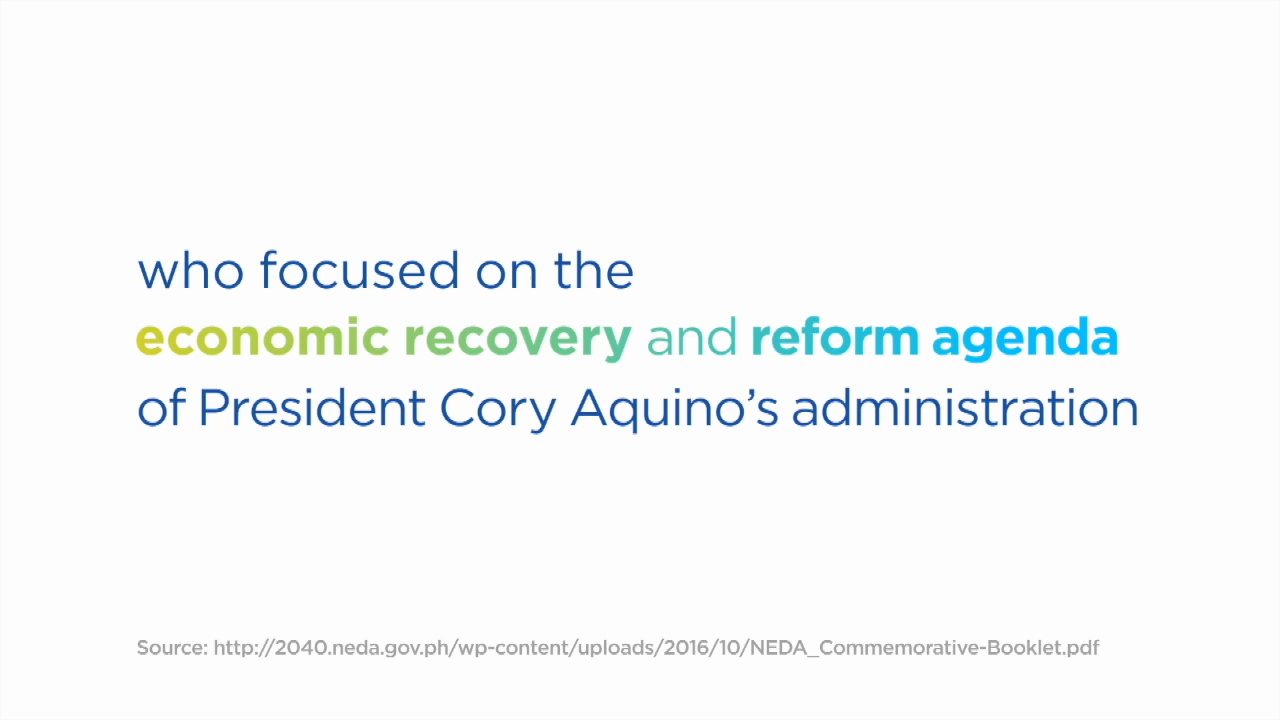 who focused on the
economic recovery and reform agenda
of President Cory Aquino’s administration
Source: http://2040.neda.gov.ph/wp-content/uploads/2016/10/NEDA_Commemorative-Booklet.pdf